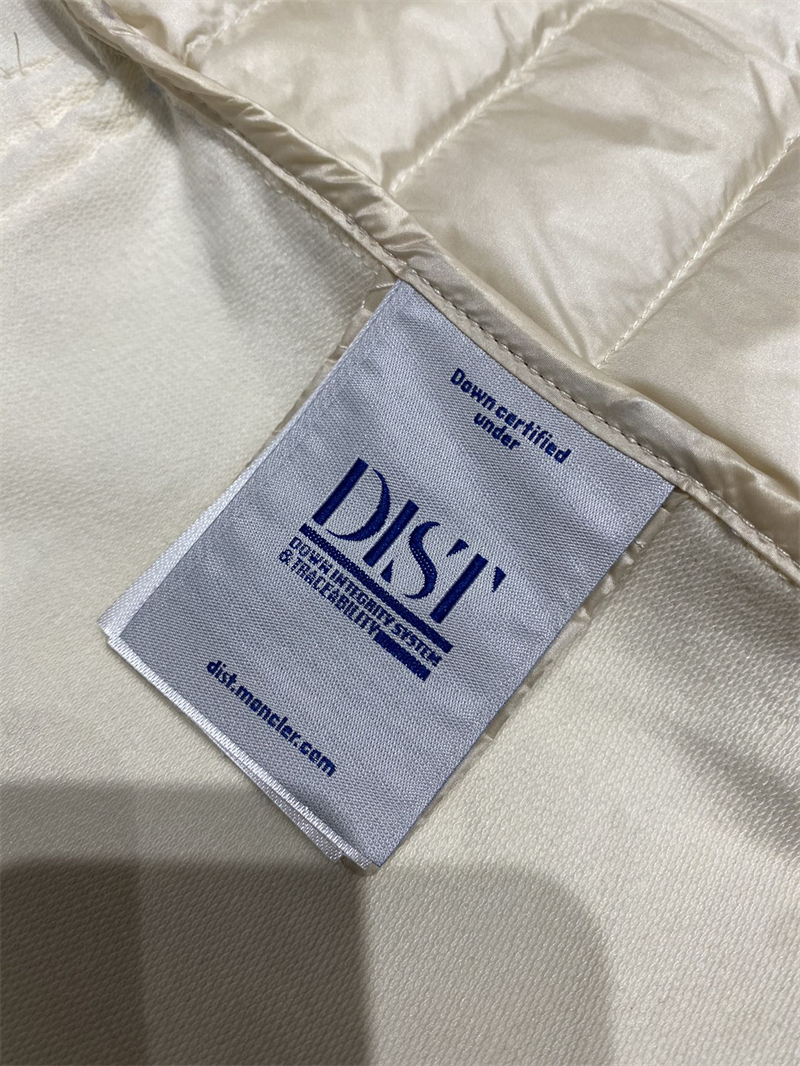 Down certified
under
DIST
DOWN INTEGRITY SYSTEM
& TRACEABILITY
dist.moncler.com